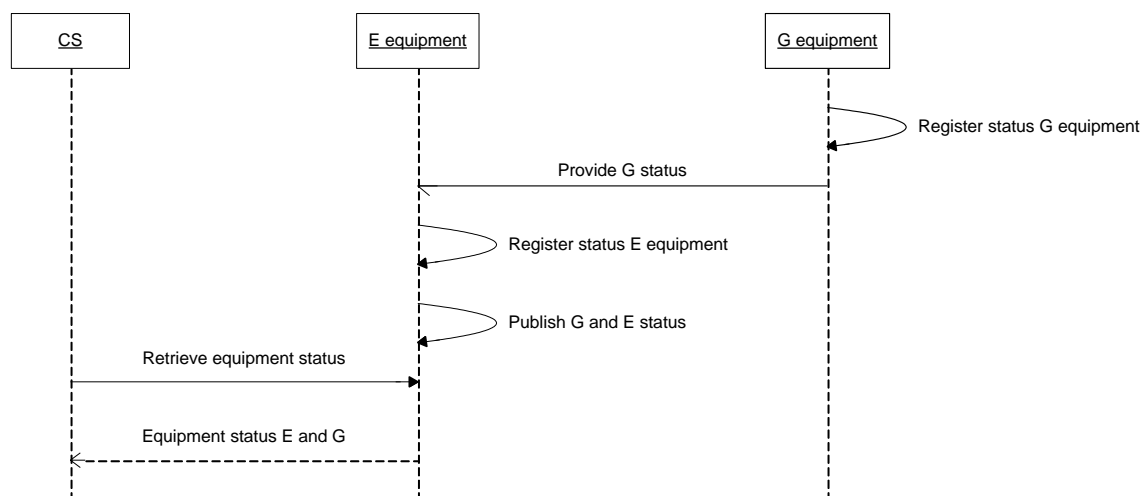 CS
E equipment
G equipment
Register status G equipment
Provide G status
Register status E equipment
Publish G and E status
Retrieve equipment status
Equipment status E and G